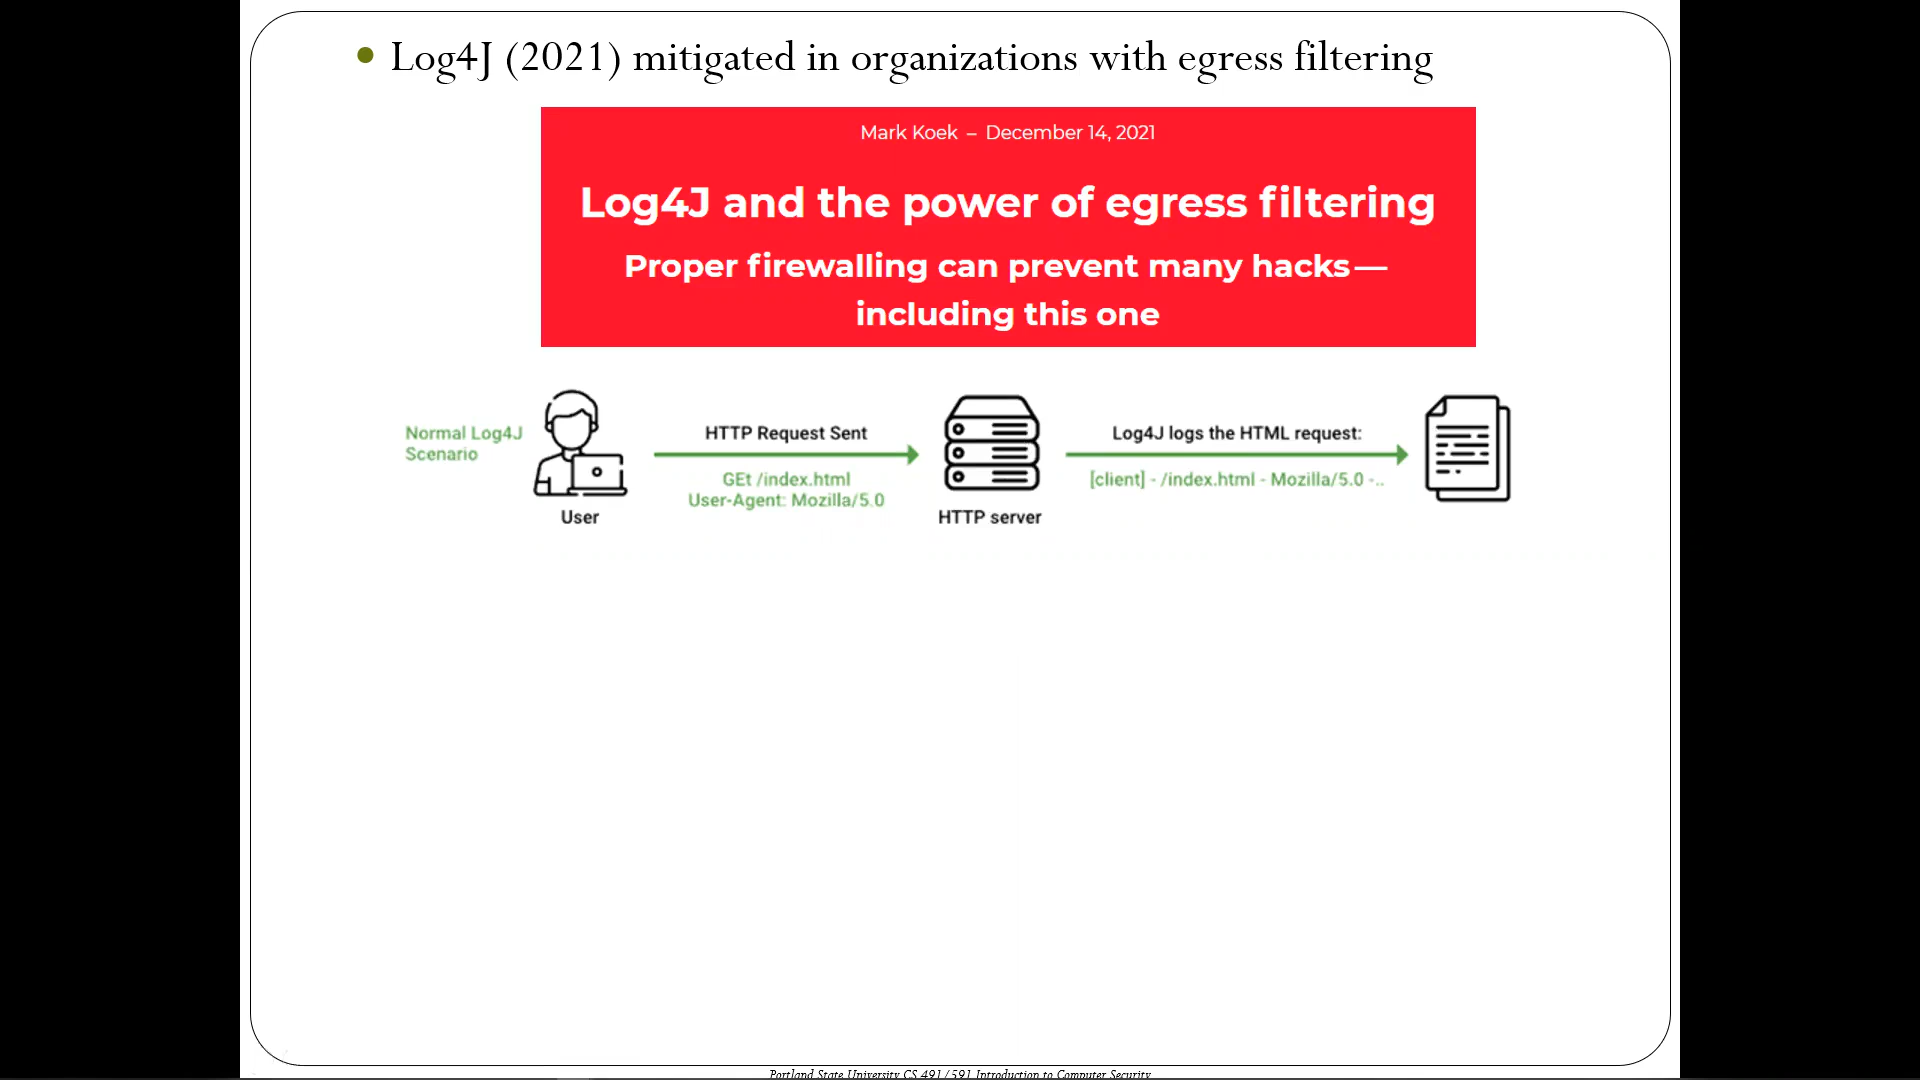 Log4J (2021) mitigated in organizations with egress filtering
Mark Koek – December 14, 2021
Log4J and the power of egress filtering
Proper firewalling can prevent many hacks—
including this one
Normal Log4J
Scenario
User
HTTP Request Sent
GEt /index.html
User-Agent: Mozilla/5.0
HTTP server
Log4J logs the HTML request:
[client] - /index.html - Mozilla/5.0 -..
Portland State University CS 491/591 Introduction to Computer Security